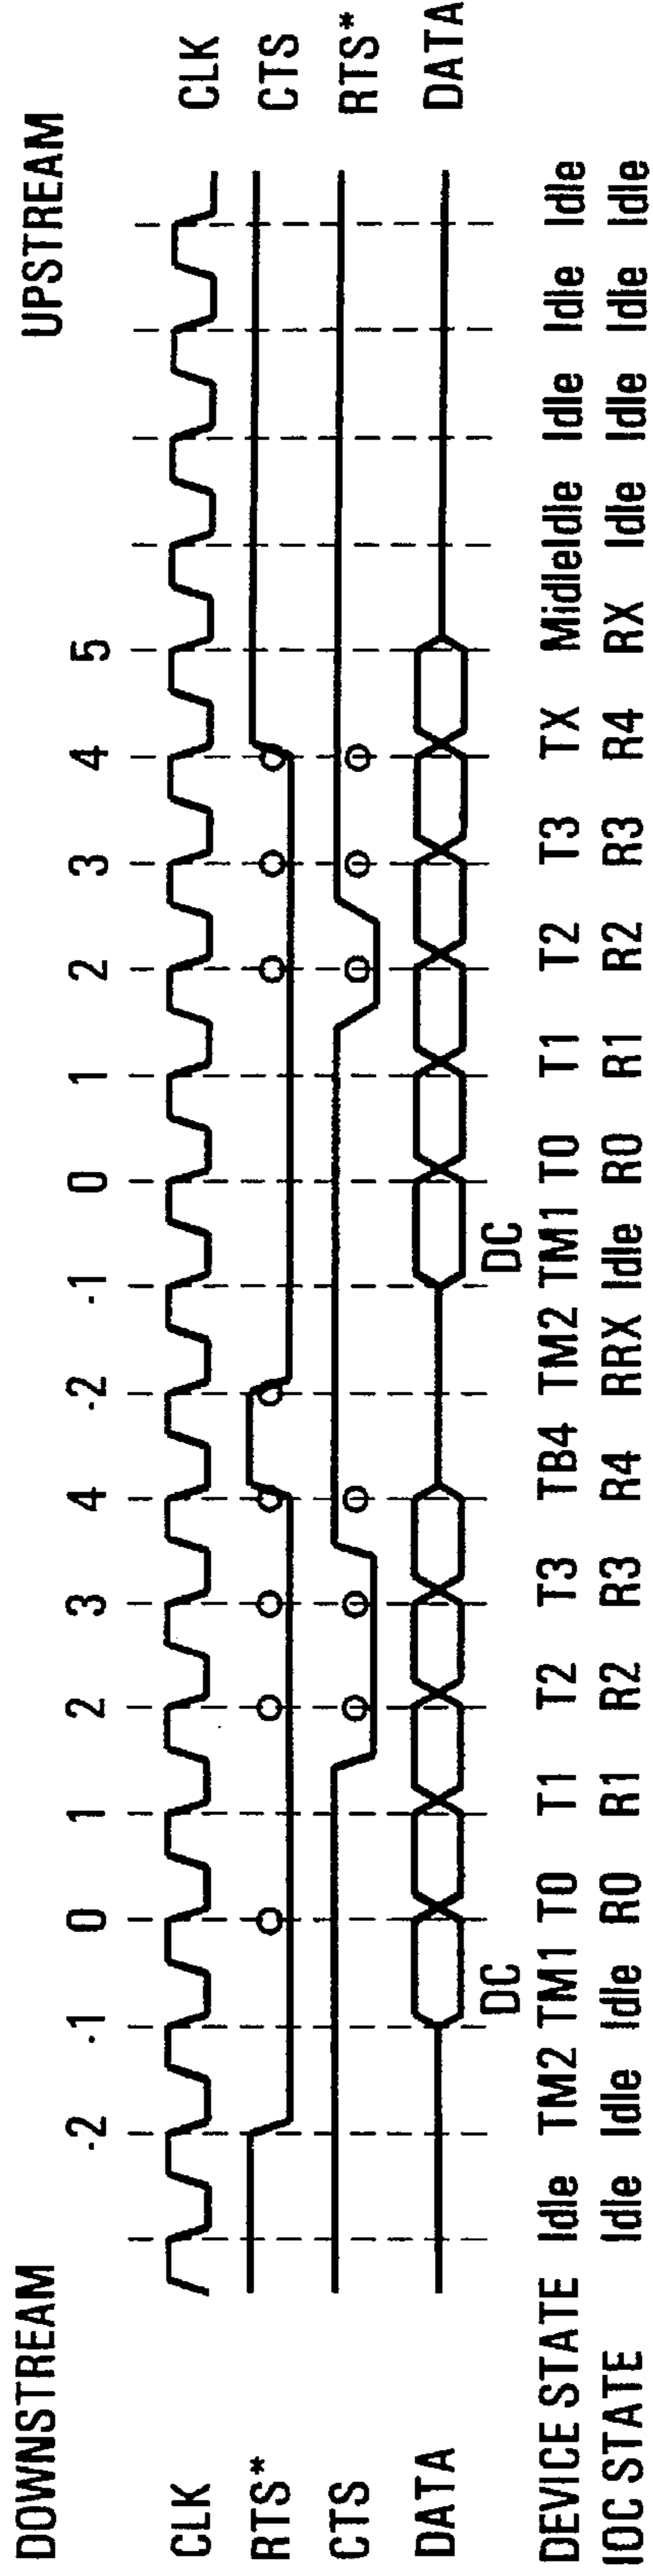 DOWNSTREAM UPSTREAM
-2 -1 0 1 2 3 4 -2 -1 0 1 2 3 4 5
CLK CLK
RTS* CTS
CTS RTS*
DATA DATA
DC DC
DEVICE STATE Idle TM2 TM1 T0 T1 T2 T3 TB4 TM2 TM1 T0 T1 T2 T3 TX MidleIdle Idle Idle Idle
IOC STATE Idle Idle Idle R0 R1 R2 R3 R4 RRX Idle R0 R1 R2 R3 R4 RX Idle Idle Idle Idle